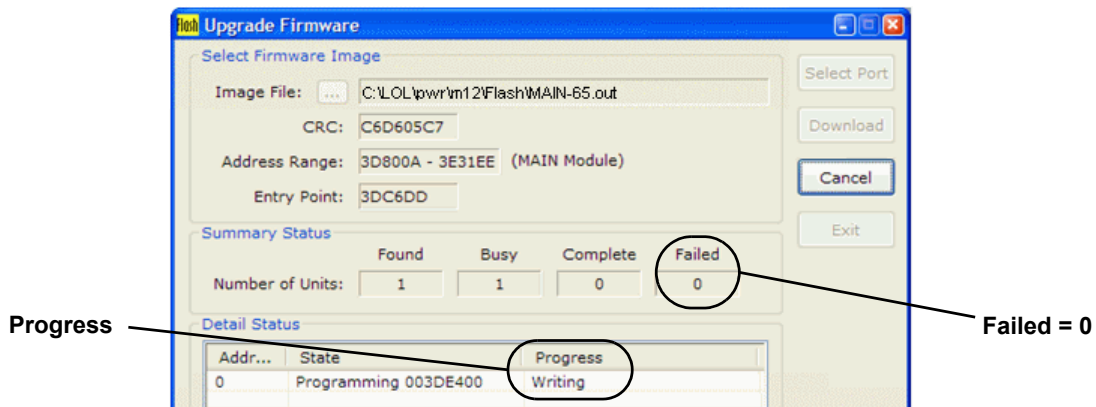 Flash Upgrade Firmware
Select Firmware Image
Image File: ... C:\LOL\pwr\m12\Flash\MAIN-65.out
CRC: C6D605C7
Address Range: 3D800A - 3E31EE (MAIN Module)
Entry Point: 3DC6DD
Select Port
Download
Cancel
Exit
Summary Status
Found Busy Complete Failed
Number of Units: 1 1 0 0
Failed = 0
Progress
Detail Status
Addr... State Progress
0 Programming 003DE400 Writing